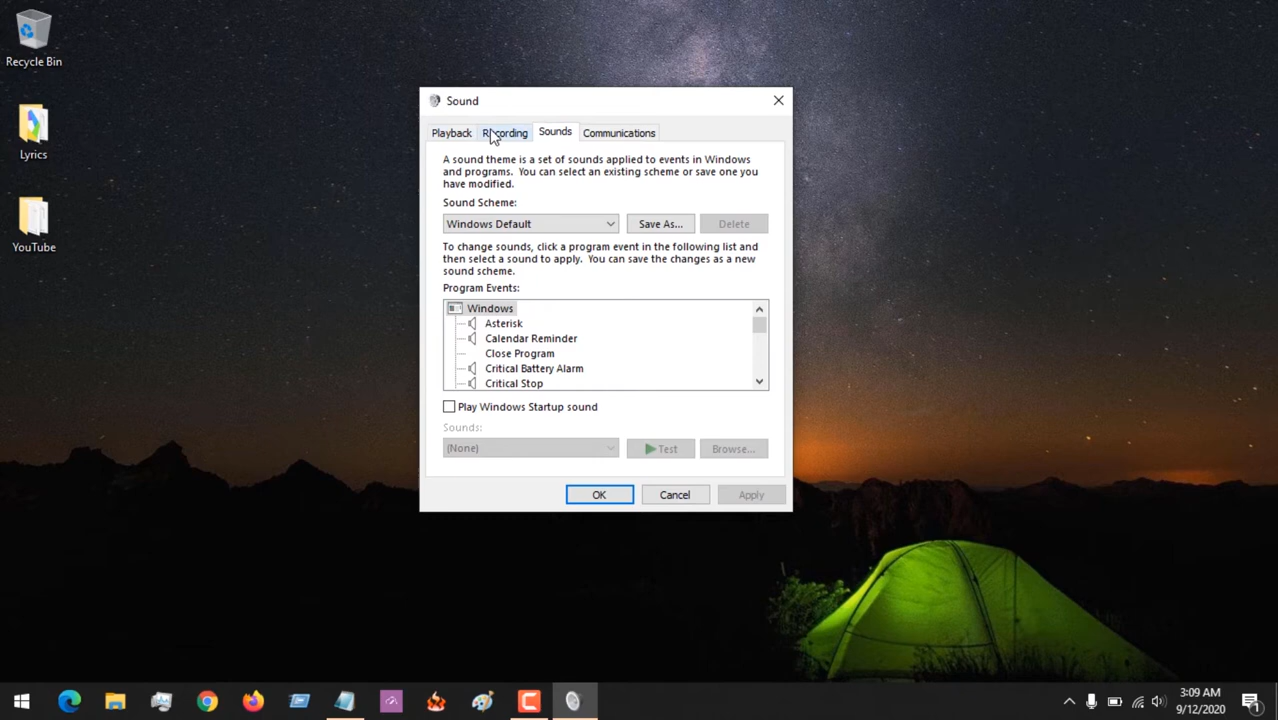 Recycle Bin
Lyrics
YouTube
Sound
Playback Recording Sounds Communications
A sound theme is a set of sounds applied to events in Windows
and programs. You can select an existing scheme or save one you
have modified.
Sound Scheme:
Windows Default Save As... Delete
To change sounds, click a program event in the following list and
then select a sound to apply. You can save the changes as a new
sound scheme.
Program Events:
Windows
Asterisk
Calendar Reminder
Close Program
Critical Battery Alarm
Critical Stop
Play Windows Startup sound
Sounds:
(None) Test Browse...
OK Cancel Apply
3:09 AM
9/12/2020
1